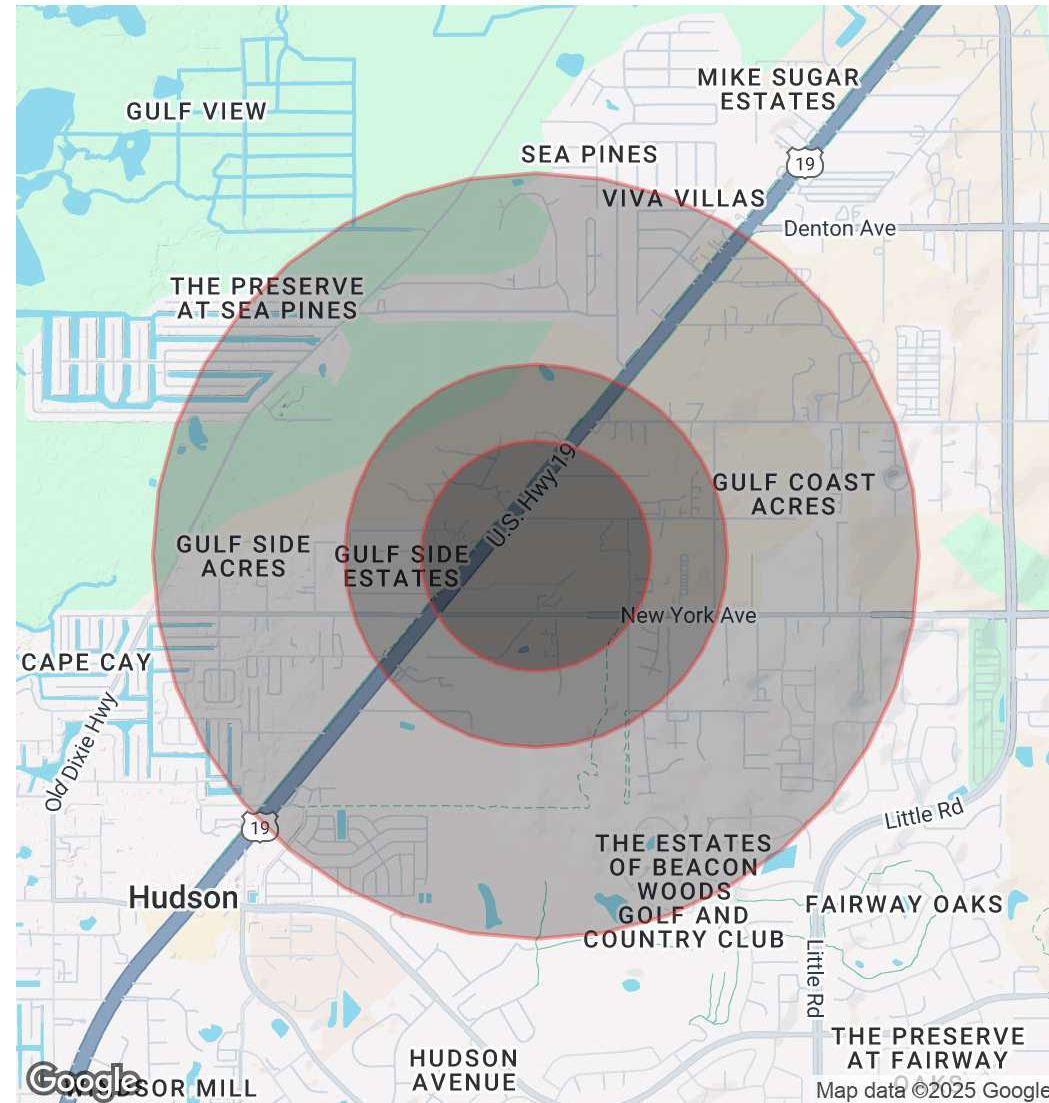 MIKE SUGAR
ESTATES
GULF VIEW
SEA PINES
19
VIVA VILLAS
Denton Ave
THE PRESERVE
AT SEA PINES
U.S. Hwy 19
GULF COAST
ACRES
GULF SIDE
ACRES
GULF SIDE
ESTATES
New York Ave
CAPE CAY
Old Dixie Hwy
Little Rd
19
THE ESTATES
OF BEACON
WOODS
GOLF AND
COUNTRY CLUB
Hudson
FAIRWAY OAKS
Little Rd
HUDSON
AVENUE
THE PRESERVE
AT FAIRWAY
OAKS
Google
WINDSOR MILL
Map data ©2025 Google